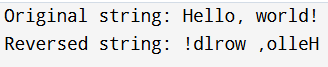 Original string: Hello, world!
Reversed string: !dlrow ,olleH